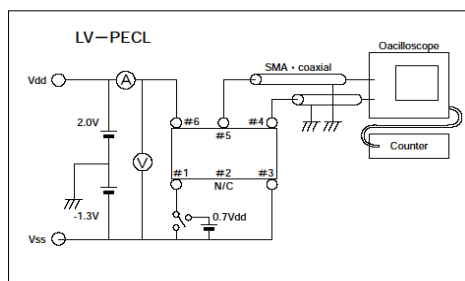 LV-PECL
Oacilloscope
SMA・coaxial
Vdd
A
#6
#5
#4
2.0V
V
Counter
#1
#2
#3
N/C
-1.3V
0.7Vdd
Vss